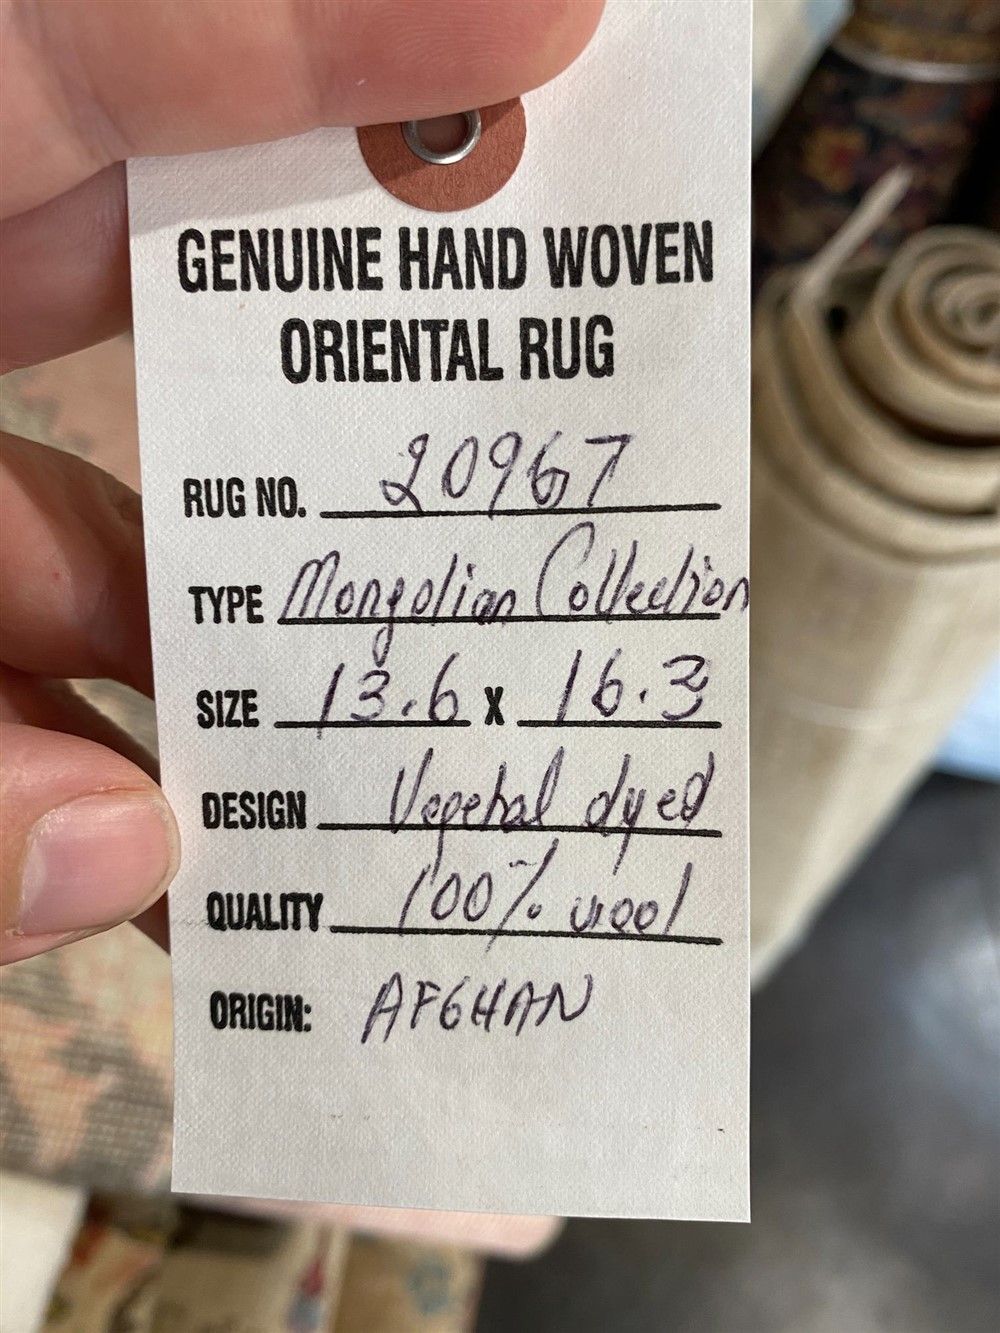 GENUINE HAND WOVEN
ORIENTAL RUG
RUG NO. 20967
TYPE Mongolian Collection
SIZE 13.6 X 16.3
DESIGN Vegetal dyed
QUALITY 100% wool
ORIGIN: AFGHAN